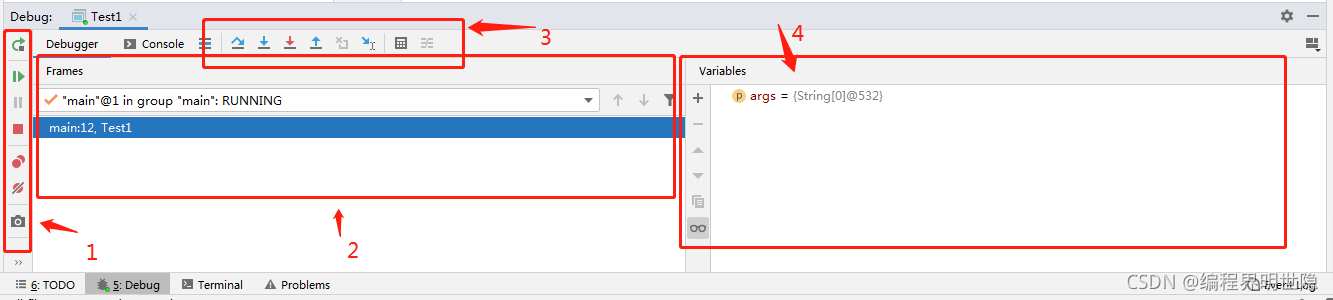 Debug: Test1
3
4
Debugger Console
Frames
Variables
"main"@1 in group "main": RUNNING
p args = {String[0]@532}
main:12, Test1
1
2
6: TODO 5: Debug Terminal Problems
CSDN @编程界明世隐
Event Log